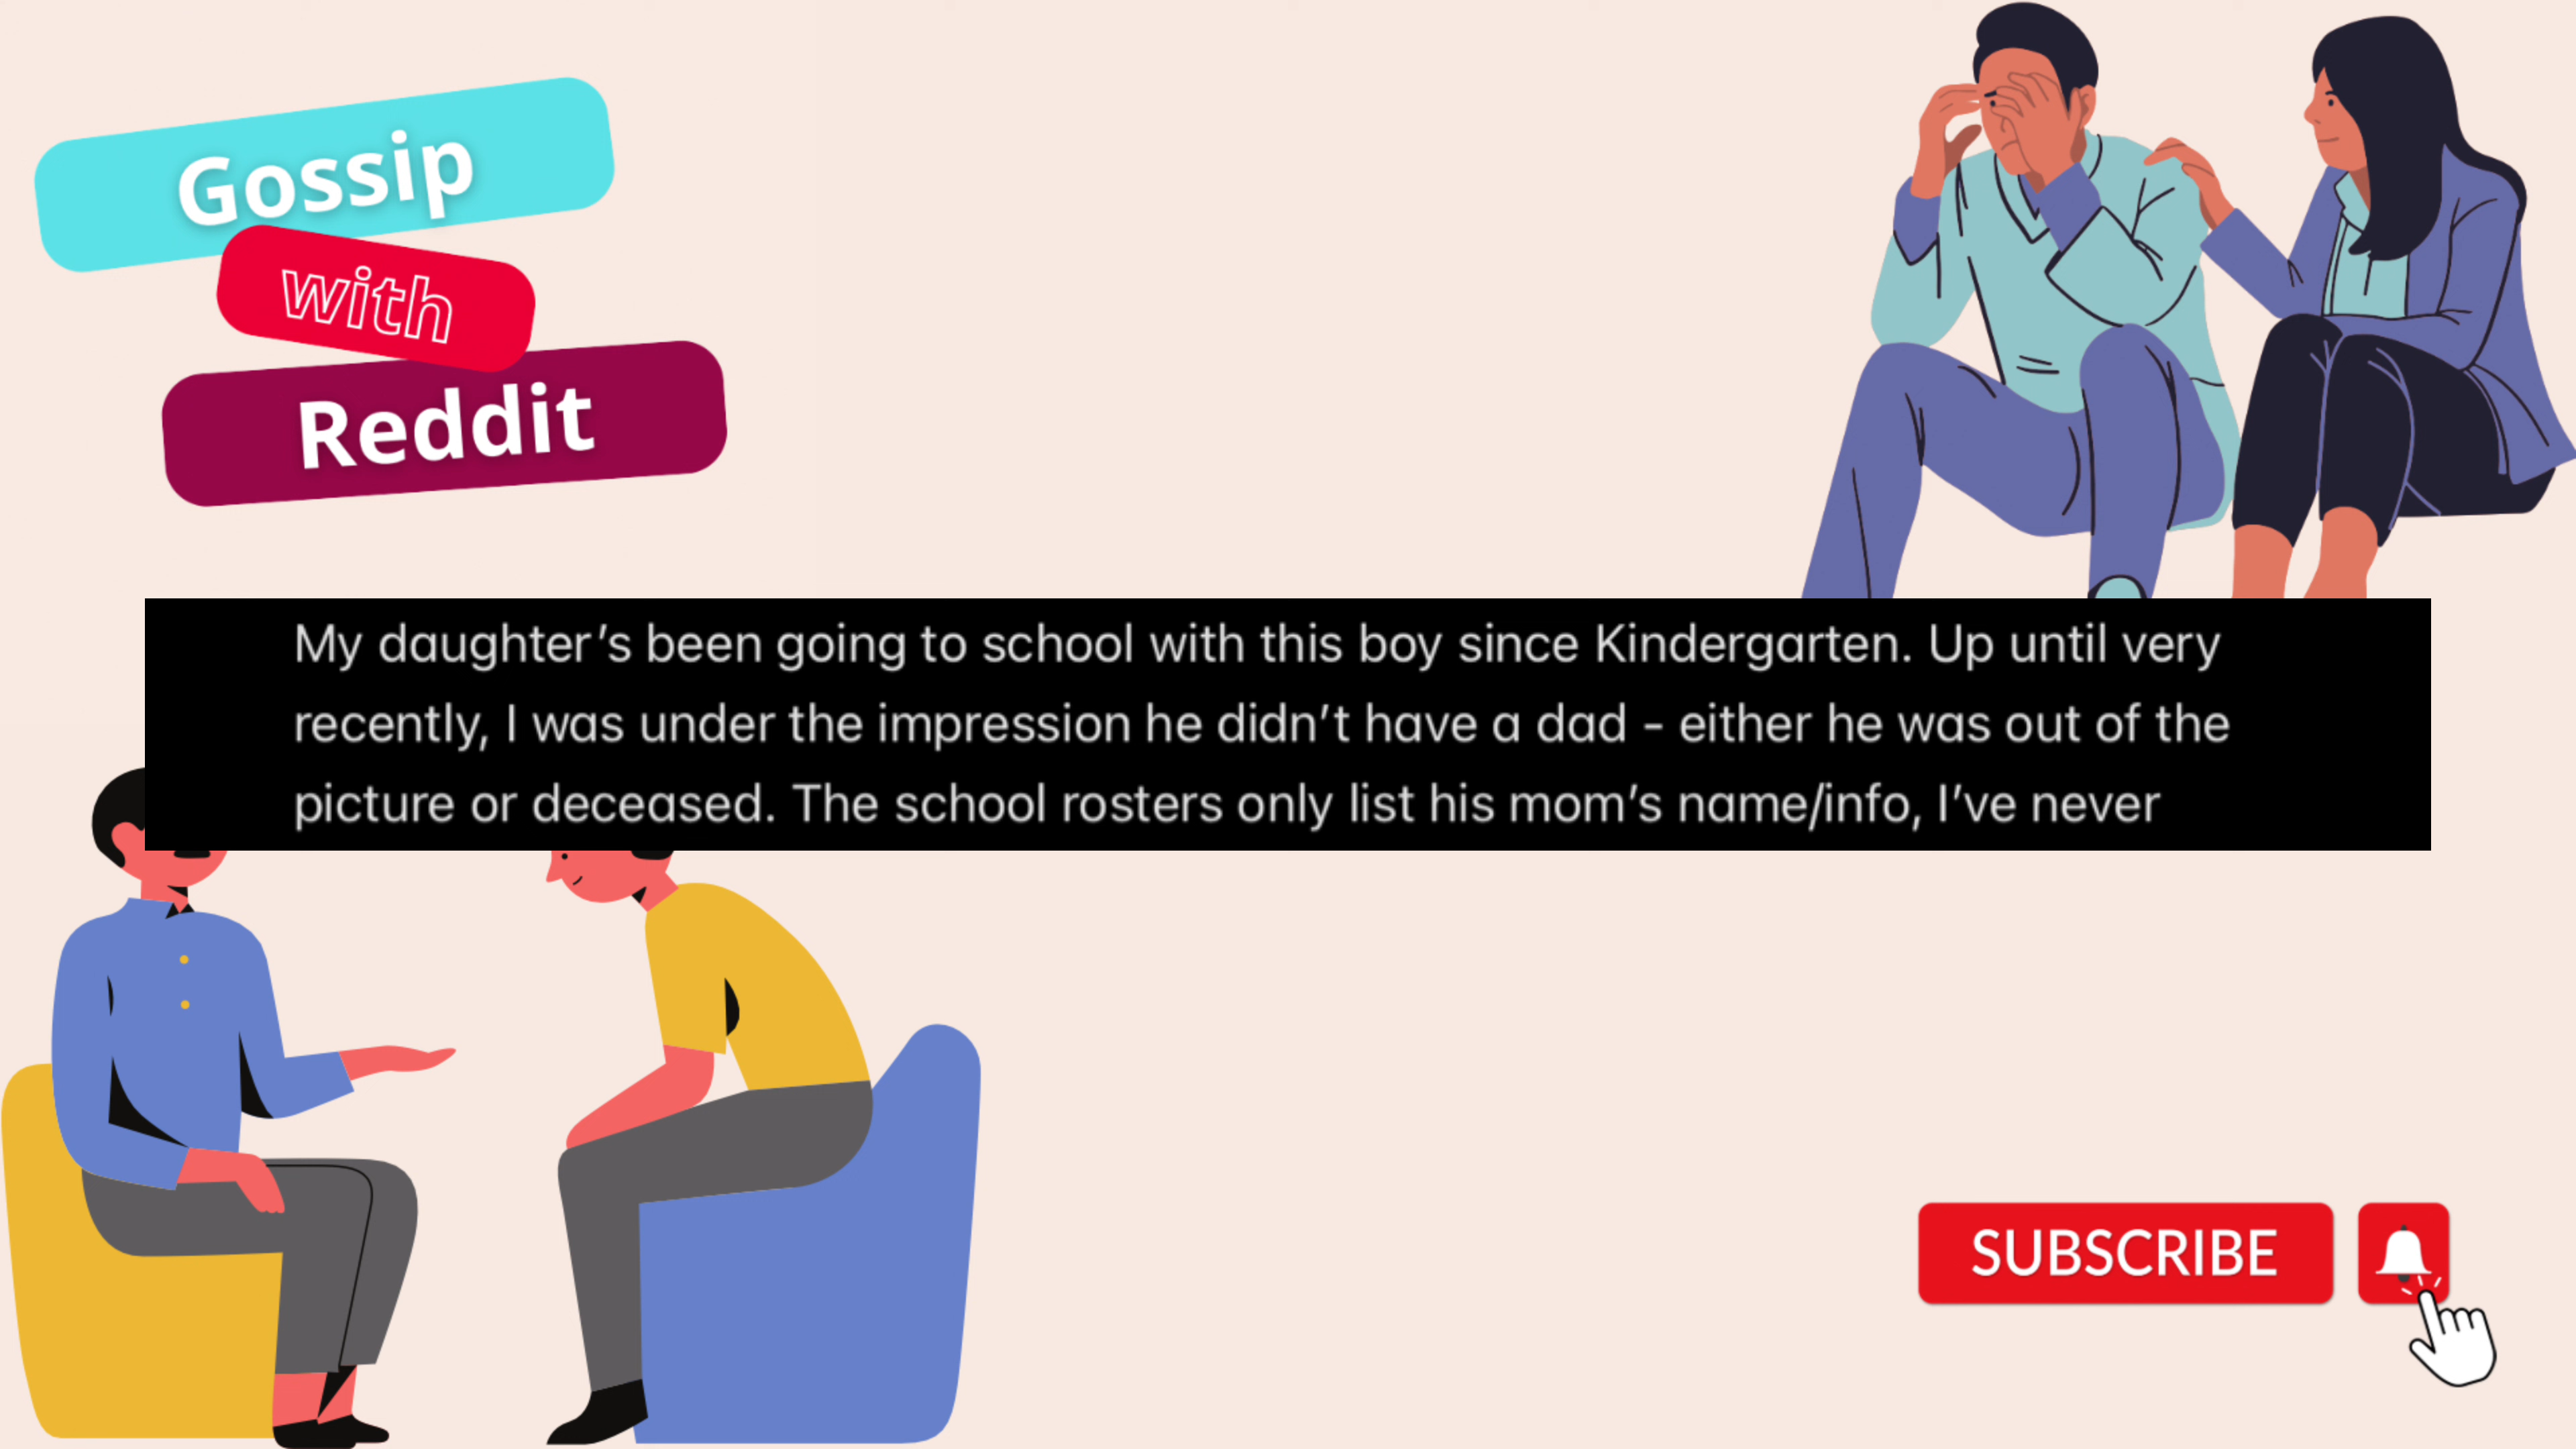 Gossip
with
Reddit
My daughter’s been going to school with this boy since Kindergarten. Up until very
recently, I was under the impression he didn’t have a dad - either he was out of the
picture or deceased. The school rosters only list his mom’s name/info, I’ve never
SUBSCRIBE